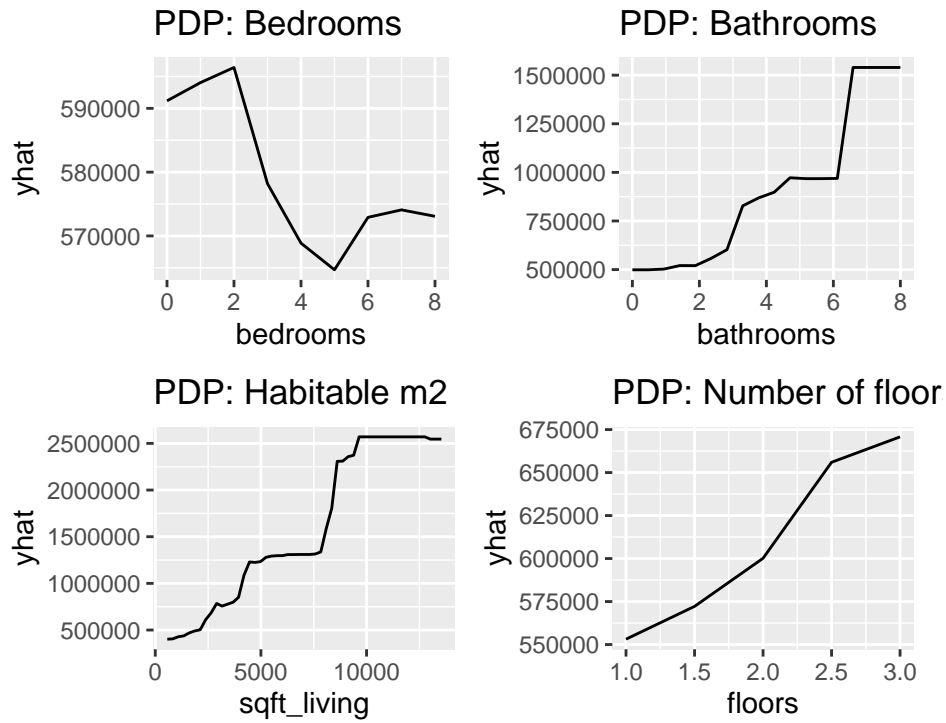 PDP: Bedrooms
590000
580000
570000
yhat
0 2 4 6 8
bedrooms
PDP: Bathrooms
1500000
1250000
1000000
750000
500000
yhat
0 2 4 6 8
bathrooms
PDP: Habitable m2
2500000
2000000
1500000
1000000
500000
yhat
0 5000 10000
sqft_living
PDP: Number of floors
675000
650000
625000
600000
575000
550000
yhat
1.0 1.5 2.0 2.5 3.0
floors